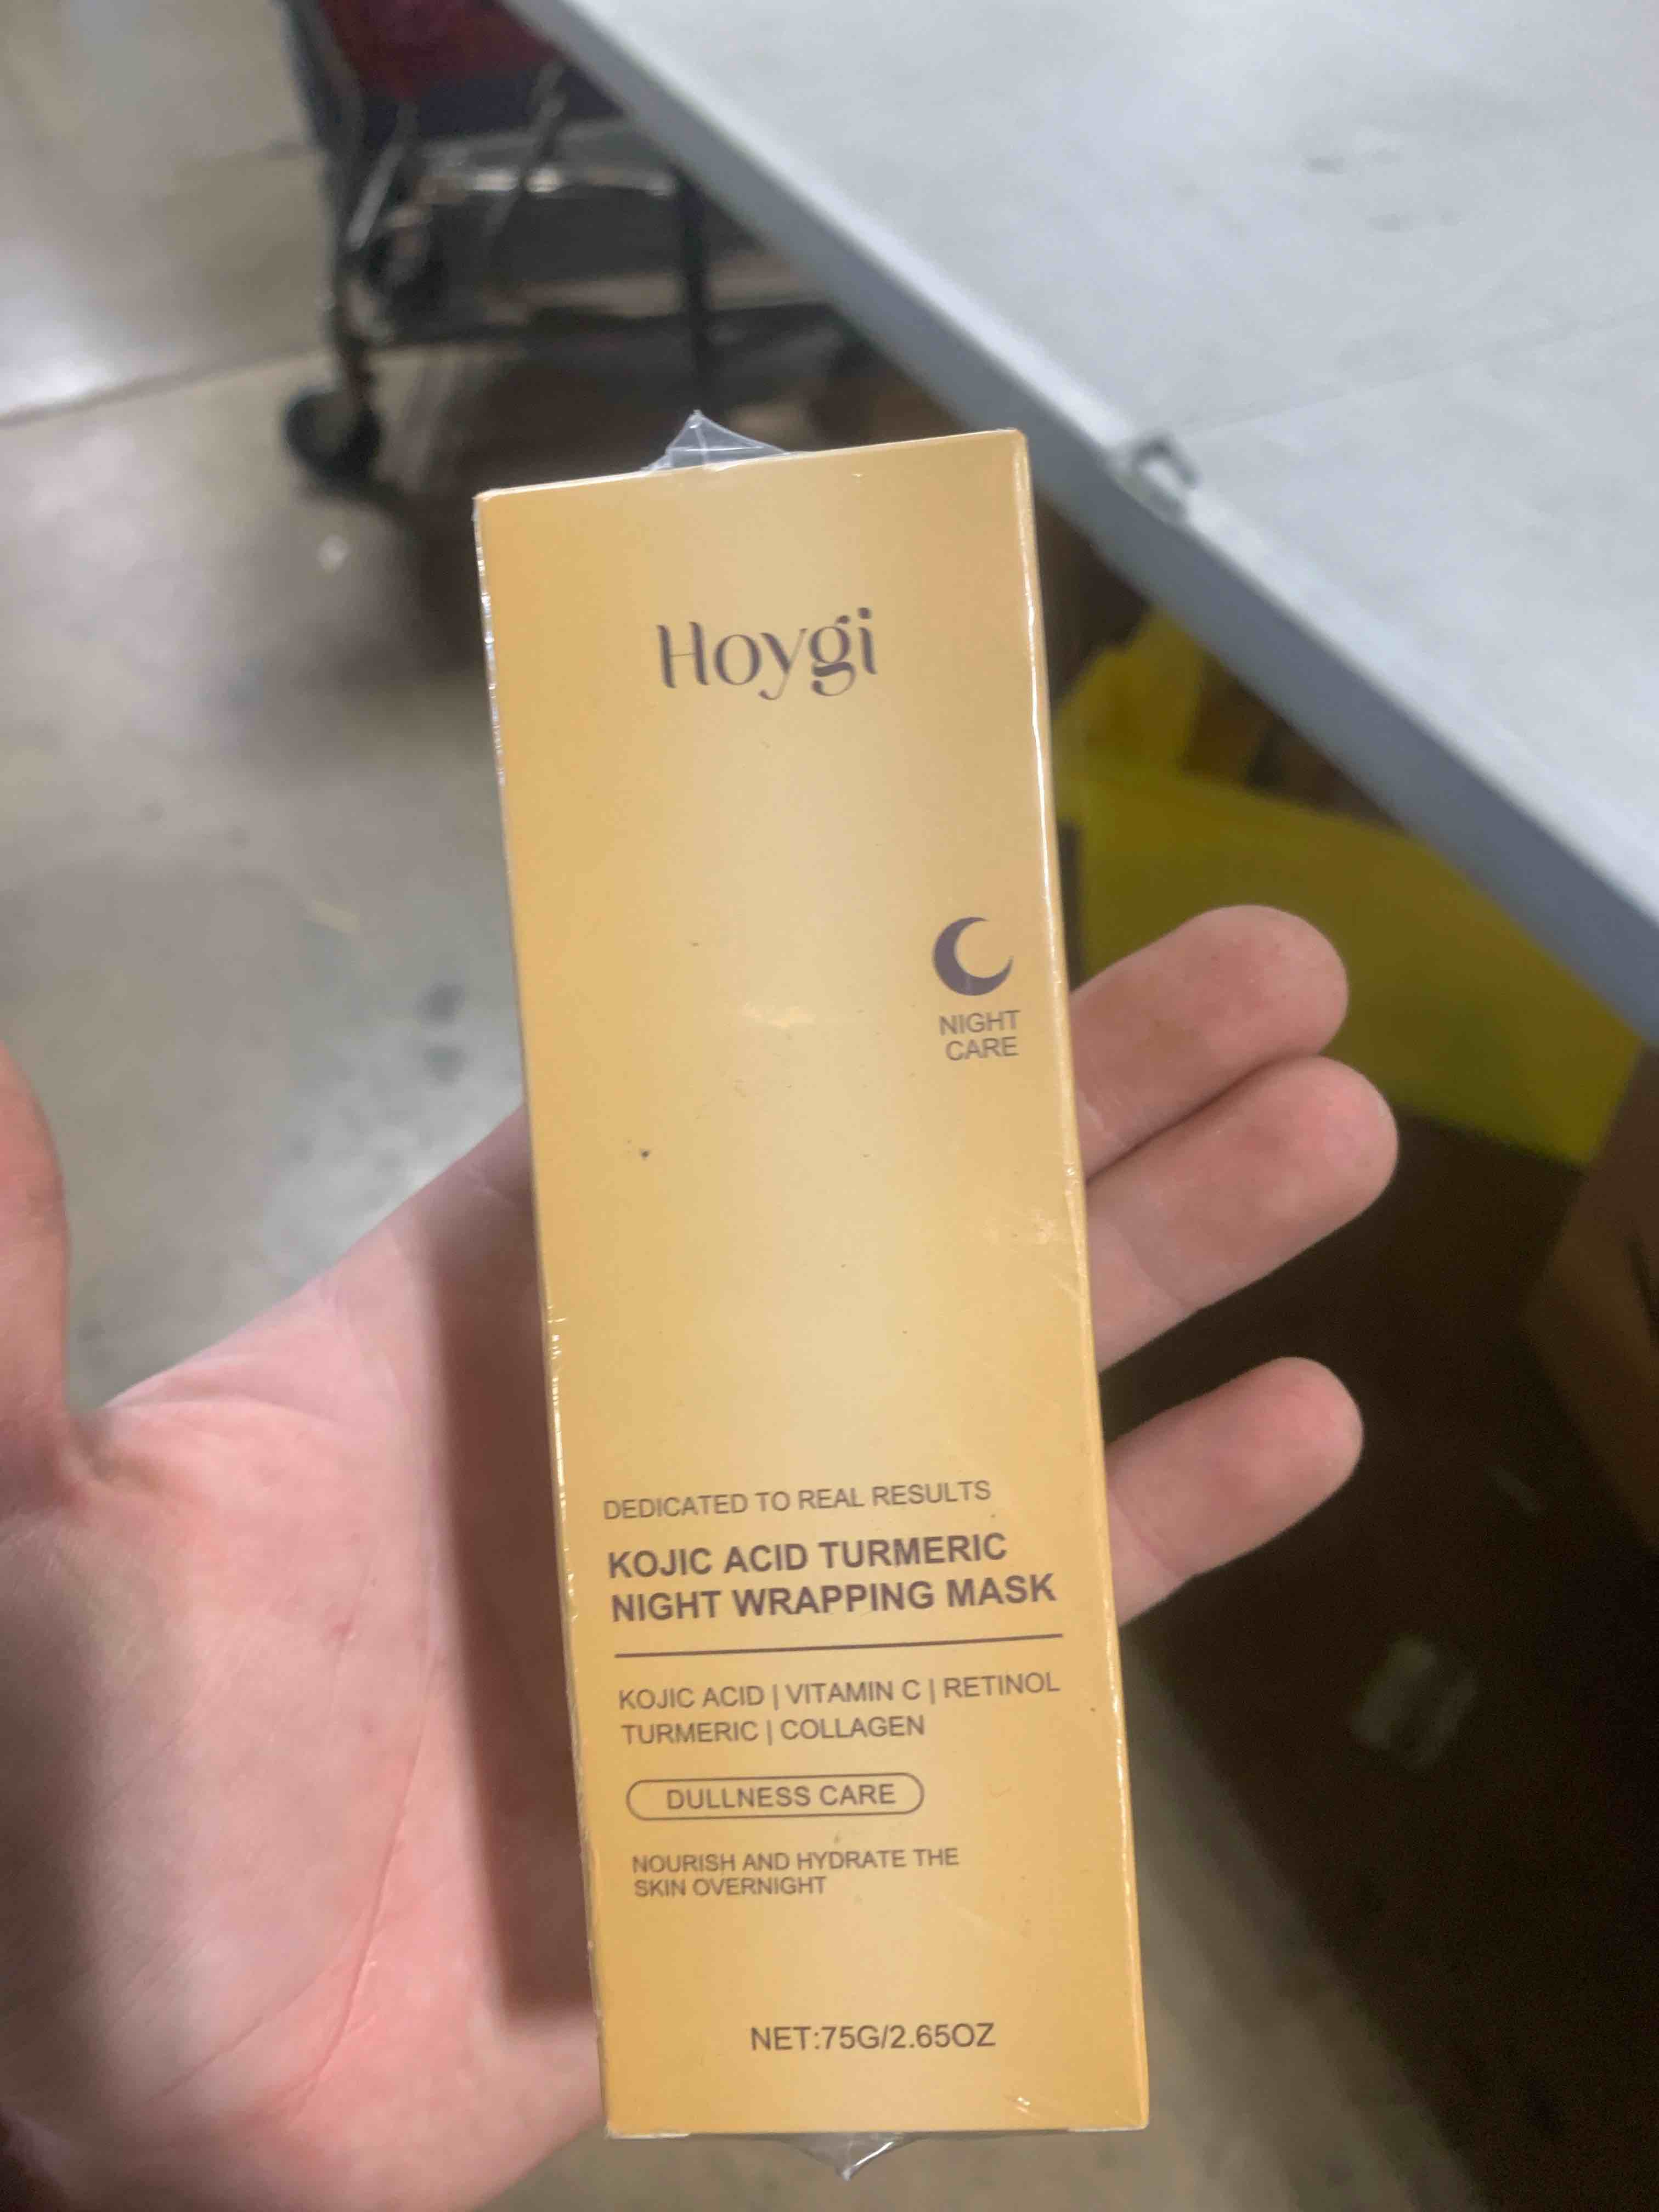 Hoygi
NIGHT
CARE
DEDICATED TO REAL RESULTS
KOJIC ACID TURMERIC
NIGHT WRAPPING MASK
KOJIC ACID | VITAMIN C | RETINOL
TURMERIC | COLLAGEN
DULLNESS CARE
NOURISH AND HYDRATE THE
SKIN OVERNIGHT
NET:75G/2.65OZ